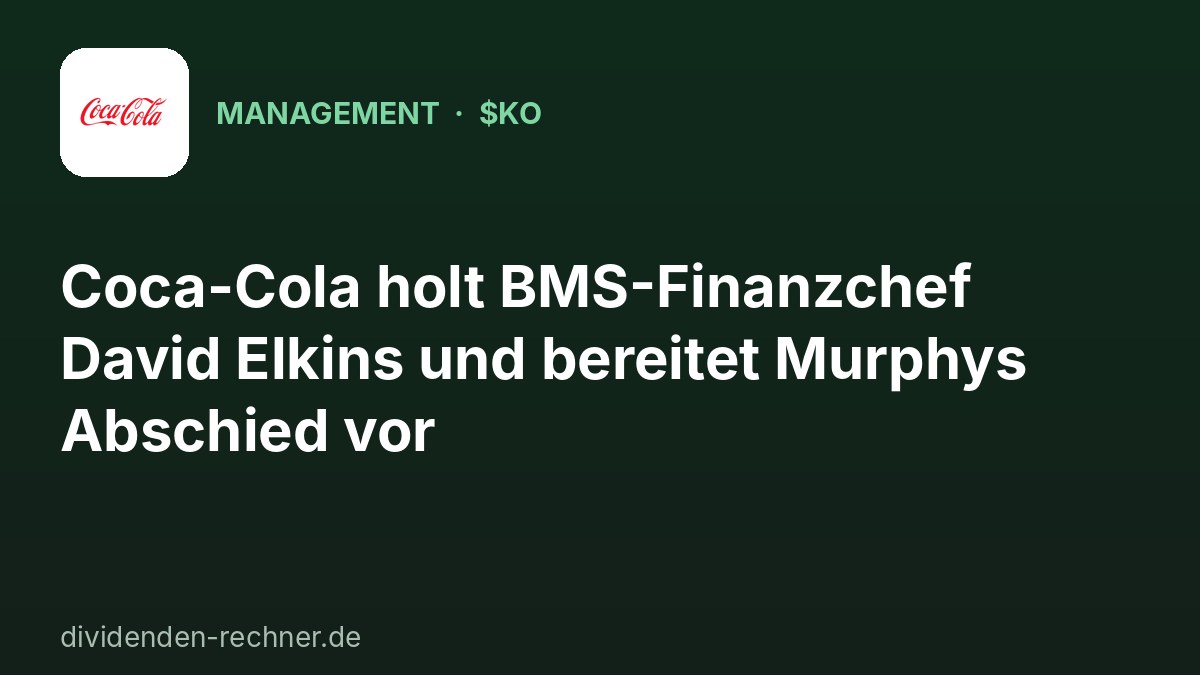 Coca-Cola
MANAGEMENT · $KO
Coca-Cola holt BMS-Finanzchef
David Elkins und bereitet Murphys
Abschied vor
dividenden-rechner.de